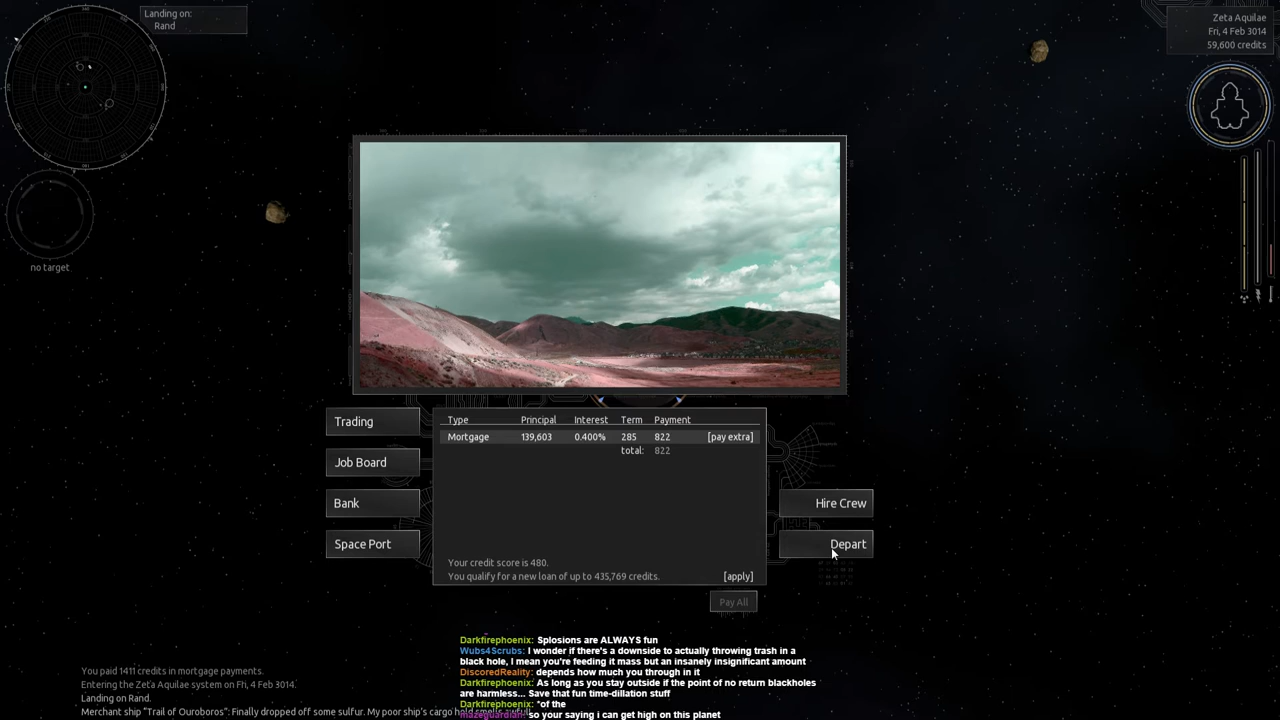 Landing on:
Rand
Zeta Aquilae
Fri, 4 Feb 3014
59,600 credits
no target
Trading
Job Board
Bank
Space Port
Type Principal Interest Term Payment
Mortgage 139,603 0.400% 285 822 [pay extra]
total: 822
Your credit score is 480.
You qualify for a new loan of up to 435,769 credits. [apply]
Pay All
Hire Crew
Depart
You paid 1411 credits in mortgage payments.
Entering the Zeta Aquilae system on Fri, 4 Feb 3014.
Landing on Rand.
Merchant ship "Trail of Ouroboros": Finally dropped off some sulfur. My poor ship's cargo hold smells awful!
Darkfirephoenix: Splosions are ALWAYS fun
Wubs4Scrubs: I wonder if there's a downside to actually throwing trash in a
black hole, I mean you're feeding it mass but an insanely insignificant amount
DiscoredReality: depends how much you through in it
Darkfirephoenix: As long as you stay outside if the point of no return blackholes
are harmless... Save that fun time-dillation stuff
Darkfirephoenix: *of the
mazeguardian: so your saying i can get high on this planet